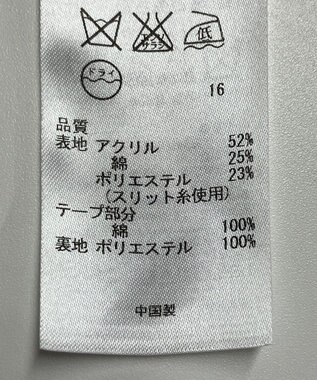 エンソ
サラシ
低
ドライ
16
品質
表地 アクリル 52%
綿 25%
ポリエステル 23%
(スリット糸使用)
テープ部分
綿 100%
裏地 ポリエステル 100%
中国製